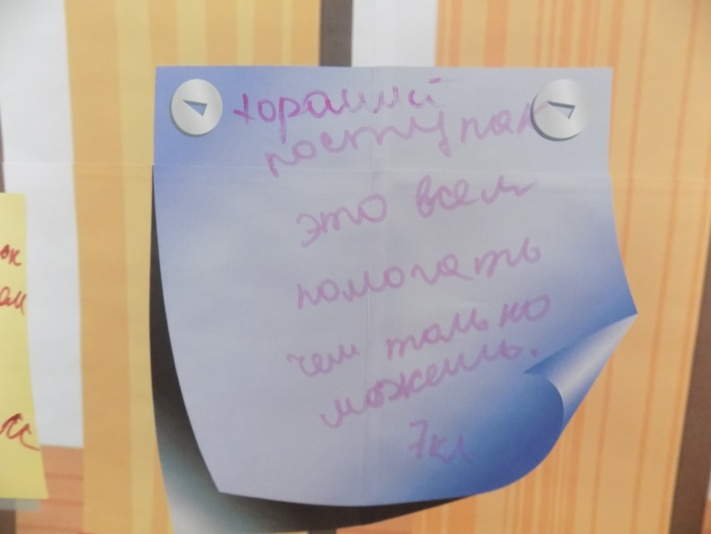 хороший
поступок
это всем
помогать
чем только
можешь.
7кл